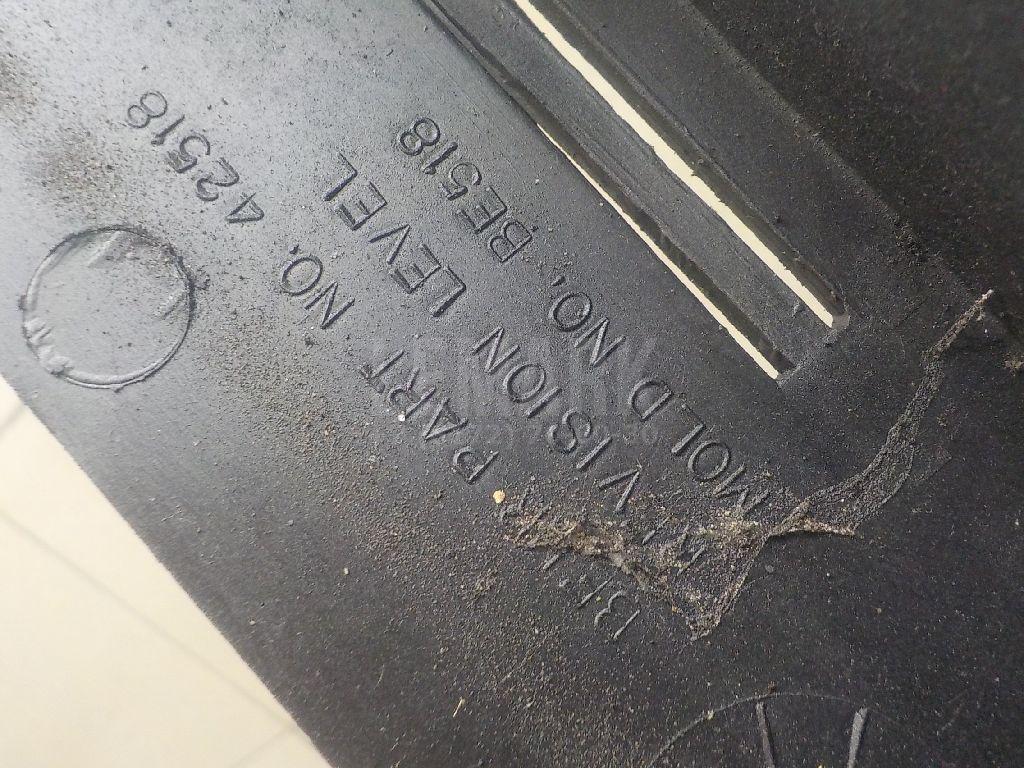 PART NO. 42518
REVISION LEVEL
MOLD NO. BE518